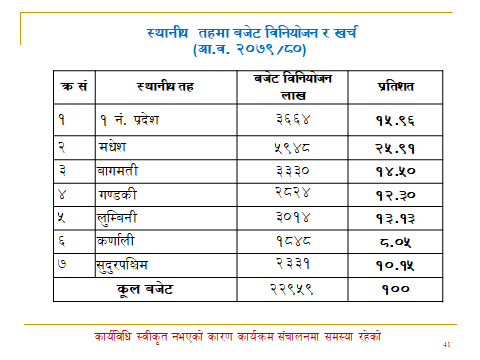 स्थानीय तहमा बजेट विनियोजन र खर्च
(आ.व. २०७९/८०)
क्र सं स्थानीय तह बजेट विनियोजन लाख प्रतिशत
१ १ नं. प्रदेश ३६६४ १५.९६
२ मधेश ५९४८ २५.९१
३ बागमती ३३३० १४.५०
४ गण्डकी २८२४ १२.३०
५ लुम्बिनी ३०१४ १३.१३
६ कर्णाली १८४८ ८.०५
७ सुदुरपश्चिम २३३१ १०.१५
कूल बजेट २२९५९ १००
कार्यविधि स्वीकृत नभएको कारण कार्यक्रम संचालनमा समस्या रहेको
41